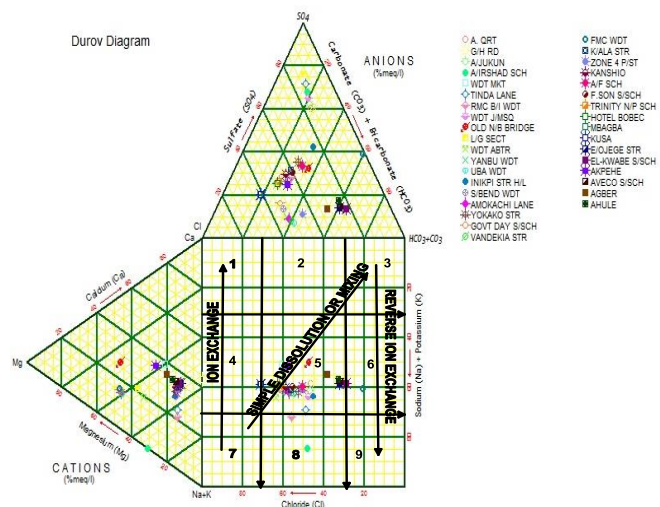 Durov Diagram
SO4
ANIONS
(%meq/l)
Sulfate (SO4)
Carbonate (CO3) + Bicarbonate (HCO3)
Cl
Ca
HCO3+CO3
Calcium (Ca)
Mg
Magnesium (Mg)
CATIONS
(%meq/l)
Na+K
1
2
3
4
5
6
7
8
9
ION EXCHANGE
SIMPLE DISSOLUTION OR MIXING
REVERSE ION EXCHANGE
Sodium (Na) + Potassium (K)
80
60
40
20
Chloride (Cl)
A. QRT
G/H RD
A/JUKUN
A/IRSHAD SCH
WDT MKT
TINDA LANE
RMC B/I WDT
WDT J/MSQ
OLD N/B BRIDGE
L/G SECT
WDT ABTR
YANBU WDT
UBA WDT
INIKPI STR H/L
S/BEND WDT
AMOKACHI LANE
YOKAKO STR
GOVT DAY S/SCH
VANDEKIA STR
FMC WDT
K/ALA STR
ZONE 4 P/ST
KANSHIO
A/F SCH
F.SON S/SCH
TRINITY N/P SCH
HOTEL BOBEC
MBAGBA
KUSA
E/OJEGE STR
EL-KWABE S/SCH
AKPEHE
AVECO S/SCH
AGBER
AHULE